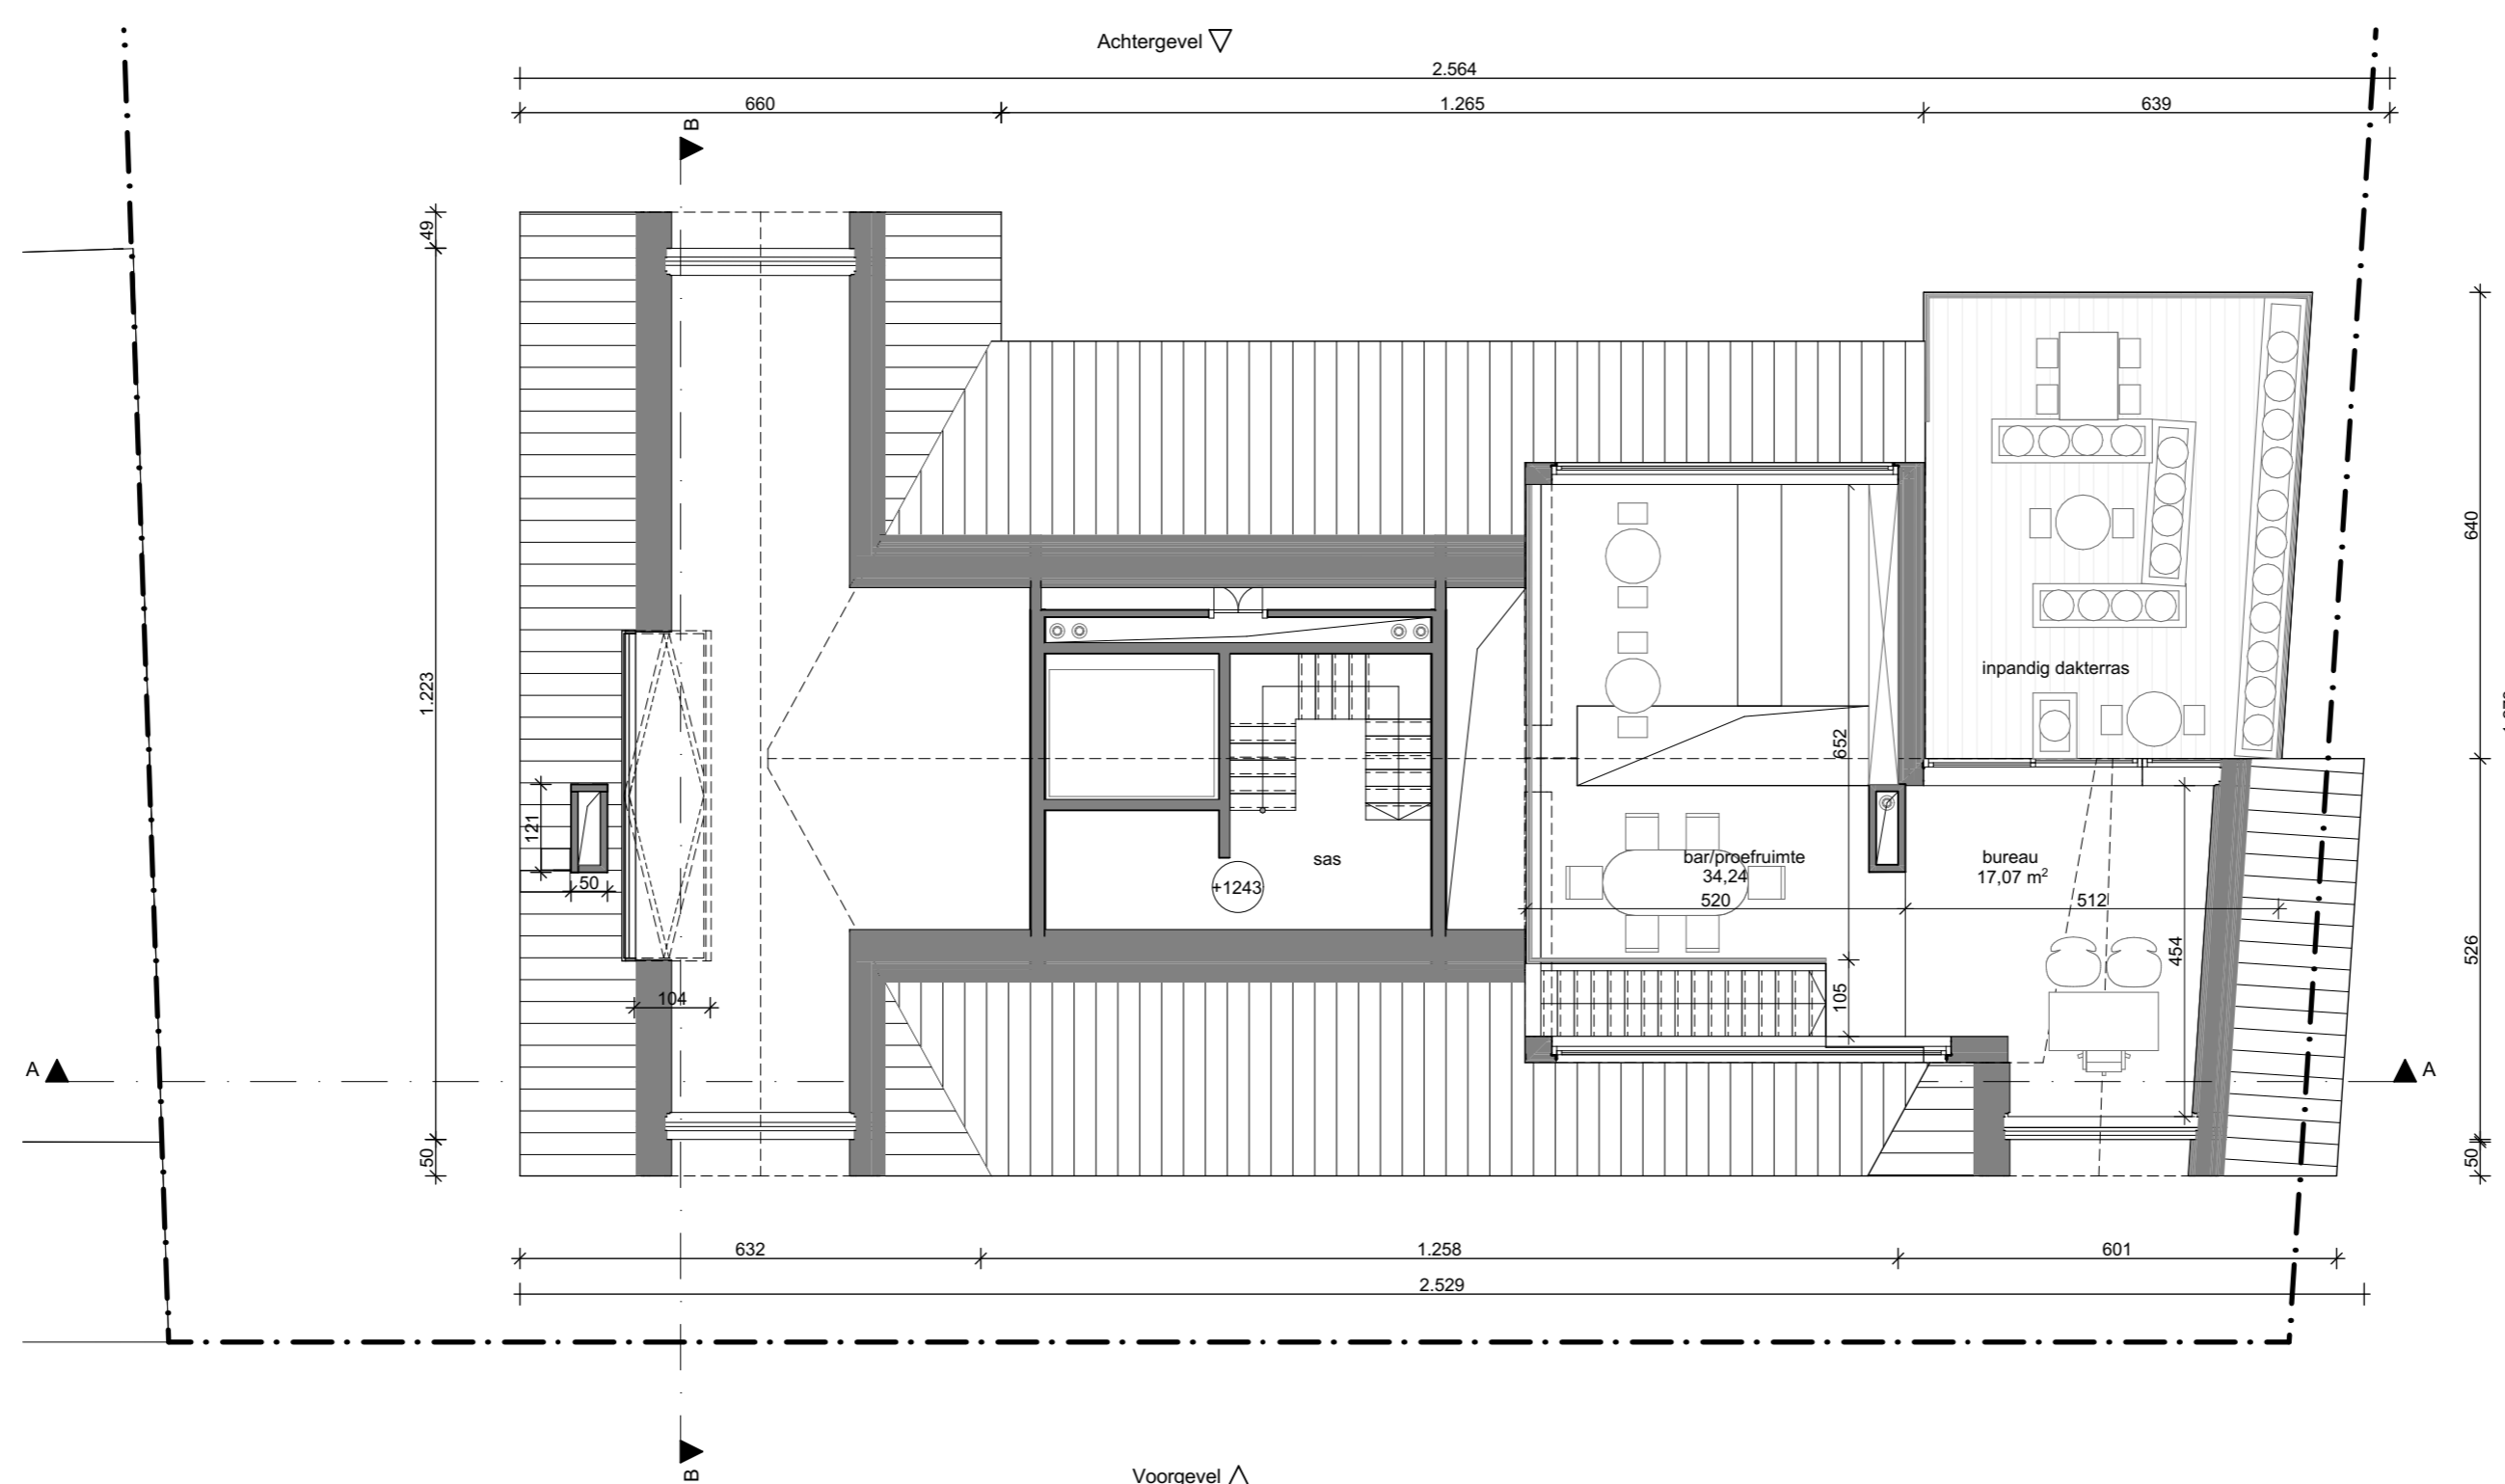 Achtergevel
2.564
660
1.265
639
B
49
1.223
640
inpandig dakterras
652
121
50
sas
+1243
bar/proefruimte
34,24
520
bureau
17,07 m²
512
454
526
104
105
A
A
50
50
632
1.258
601
2.529
B
Voorgevel